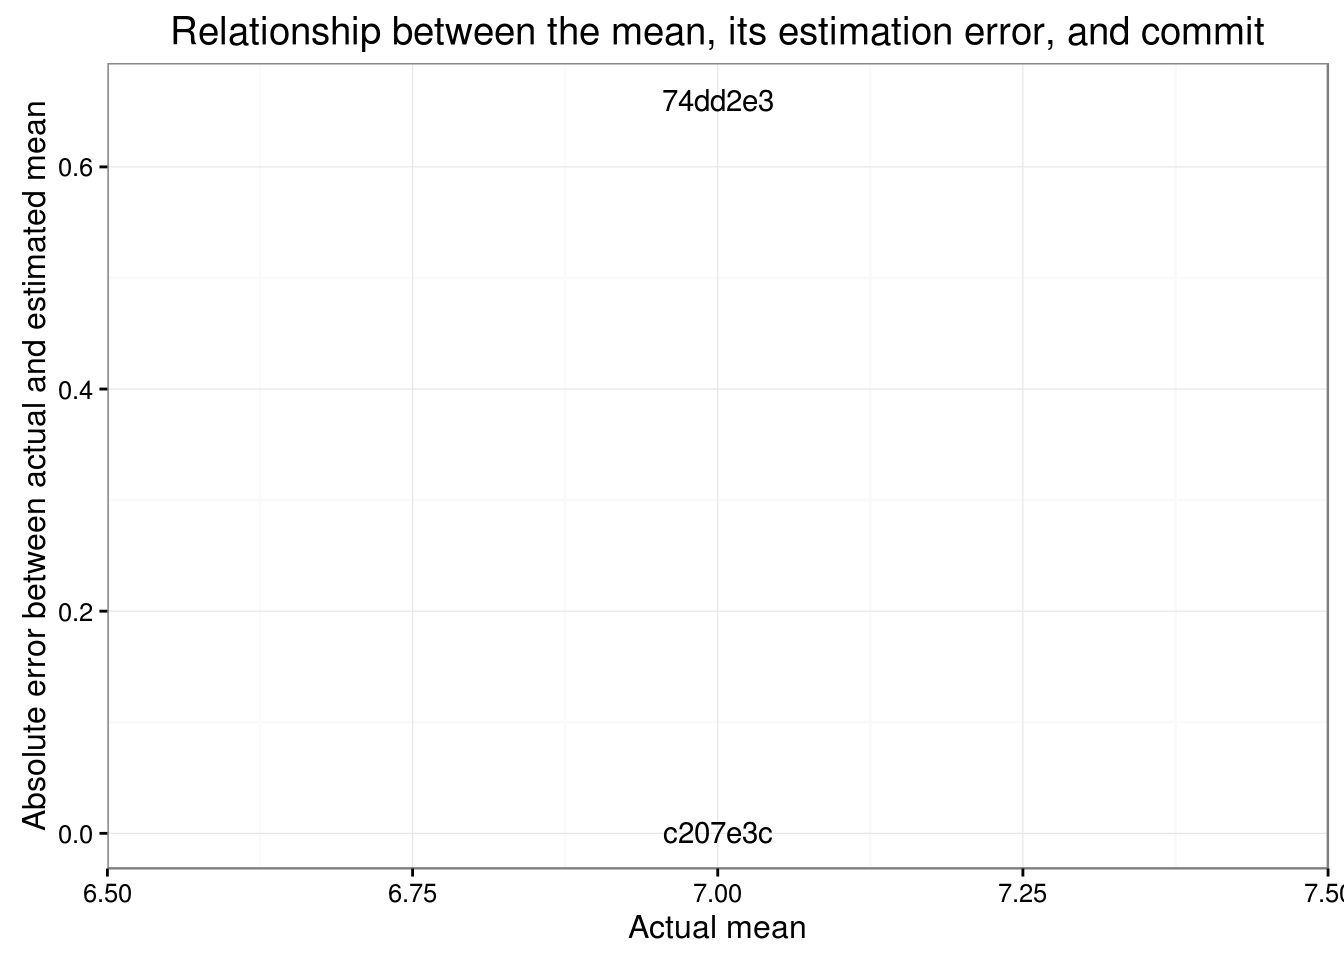 Relationship between the mean, its estimation error, and commit
Absolute error between actual and estimated mean
0.6
0.4
0.2
0.0
74dd2e3
c207e3c
6.50 6.75 7.00 7.25 7.50
Actual mean